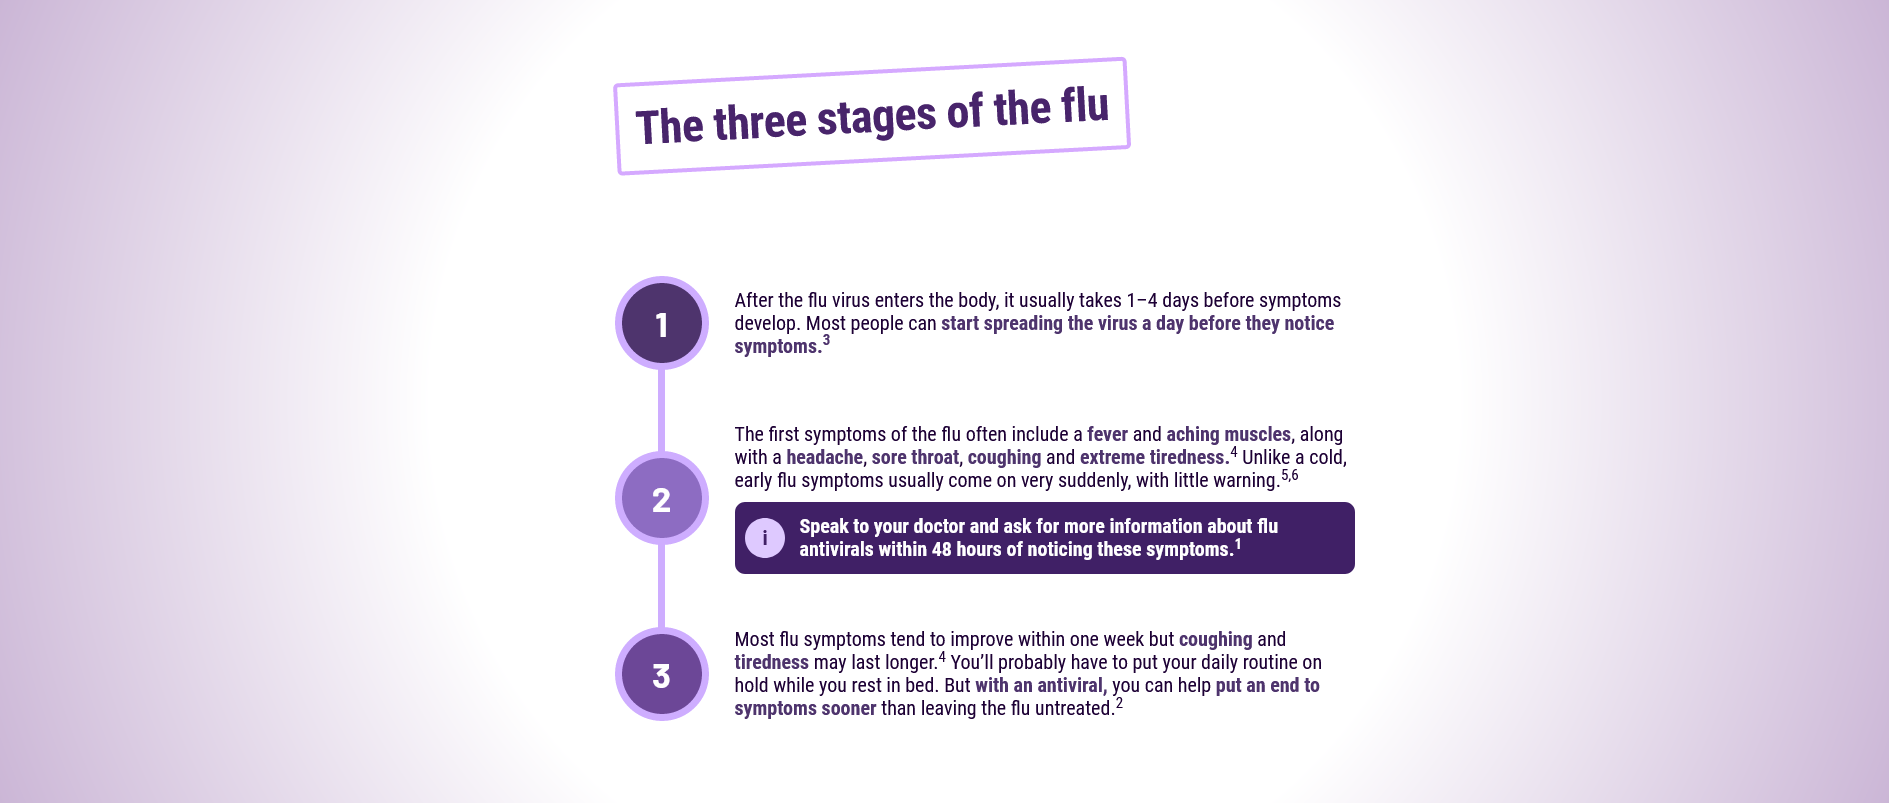 The three stages of the flu
1
After the flu virus enters the body, it usually takes 1–4 days before symptoms
develop. Most people can start spreading the virus a day before they notice
symptoms.3
2
The first symptoms of the flu often include a fever and aching muscles, along
with a headache, sore throat, coughing and extreme tiredness.4 Unlike a cold,
early flu symptoms usually come on very suddenly, with little warning.5,6
i
Speak to your doctor and ask for more information about flu
antivirals within 48 hours of noticing these symptoms.1
3
Most flu symptoms tend to improve within one week but coughing and
tiredness may last longer.4 You’ll probably have to put your daily routine on
hold while you rest in bed. But with an antiviral, you can help put an end to
symptoms sooner than leaving the flu untreated.2